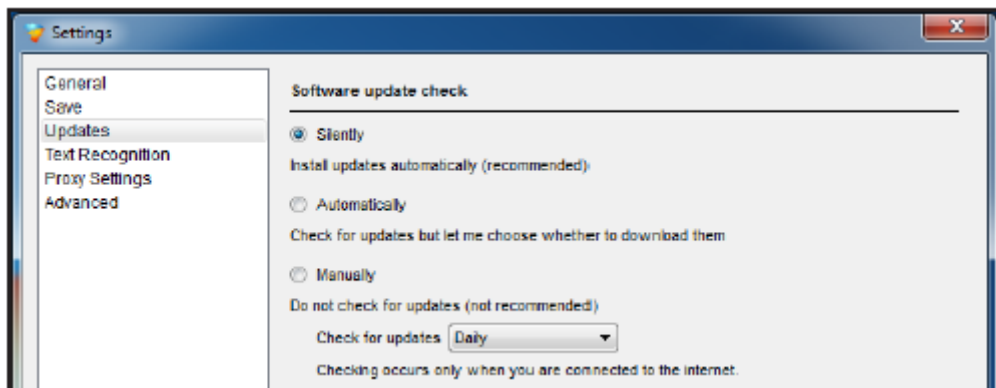 Settings
General
Save
Updates
Text Recognition
Proxy Settings
Advanced
Software update check
Silently
Install updates automatically (recommended)
Automatically
Check for updates but let me choose whether to download them
Manually
Do not check for updates (not recommended)
Check for updates Daily
Checking occurs only when you are connected to the internet.